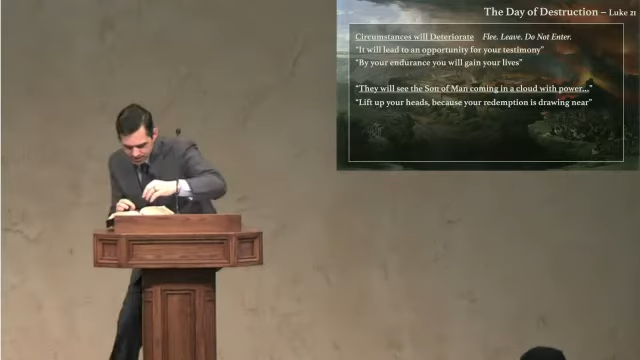 The Day of Destruction – Luke 21
Circumstances will Deteriorate Flee. Leave. Do Not Enter.
"It will lead to an opportunity for your testimony"
"By your endurance you will gain your lives"
"They will see the Son of Man coming in a cloud with power..."
"Lift up your heads, because your redemption is drawing near"